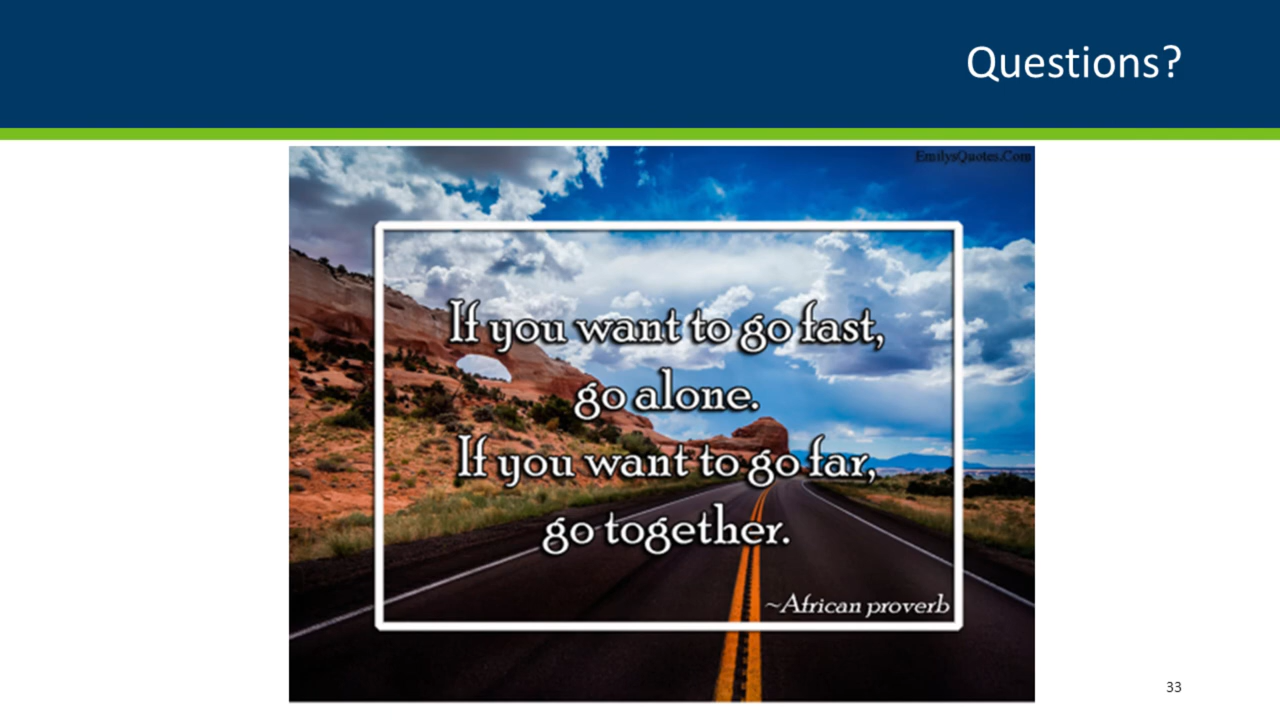 Questions?
EmilysQuotes.Com
If you want to go fast,
go alone.
If you want to go far,
go together.
~African proverb
33